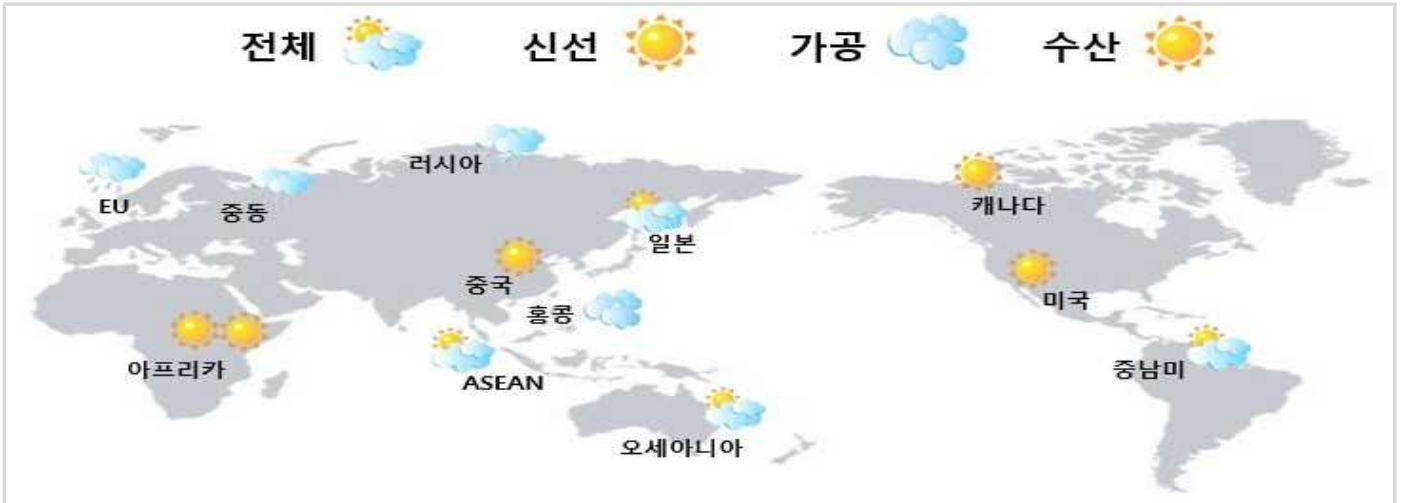 전체 신선 가공 수산
러시아
EU
중동
캐나다
일본
중국
미국
홍콩
아프리카
ASEAN
중남미
오세아니아